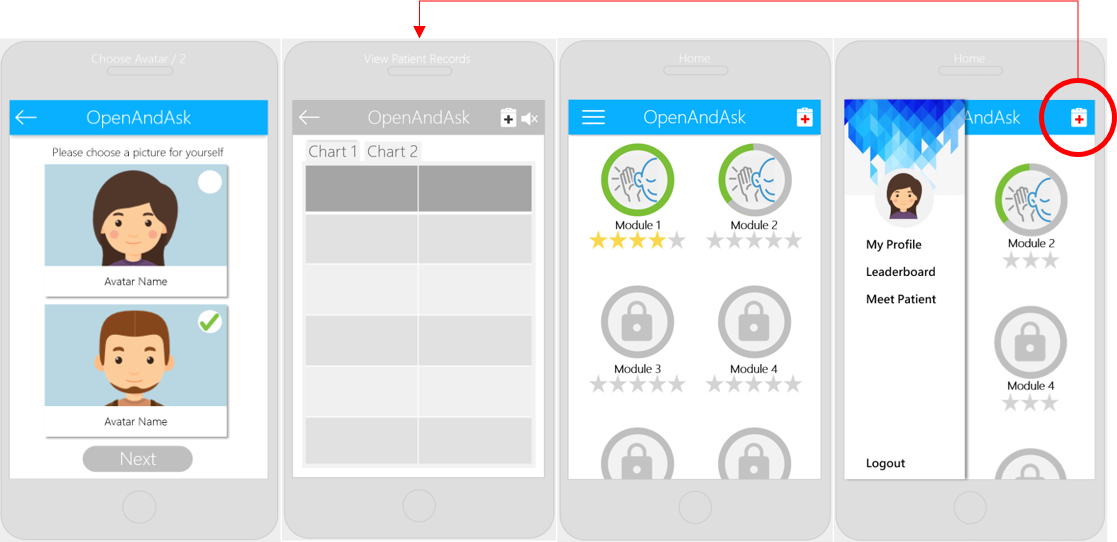 Choose Avatar / 2
OpenAndAsk
Please choose a picture for yourself
Avatar Name
Avatar Name
Next
View Patient Records
OpenAndAsk
Chart 1 Chart 2
Home
OpenAndAsk
Module 1 Module 2
Module 3 Module 4
Home
AndAsk
My Profile
Leaderboard
Meet Patient
Module 2
Module 4
Logout